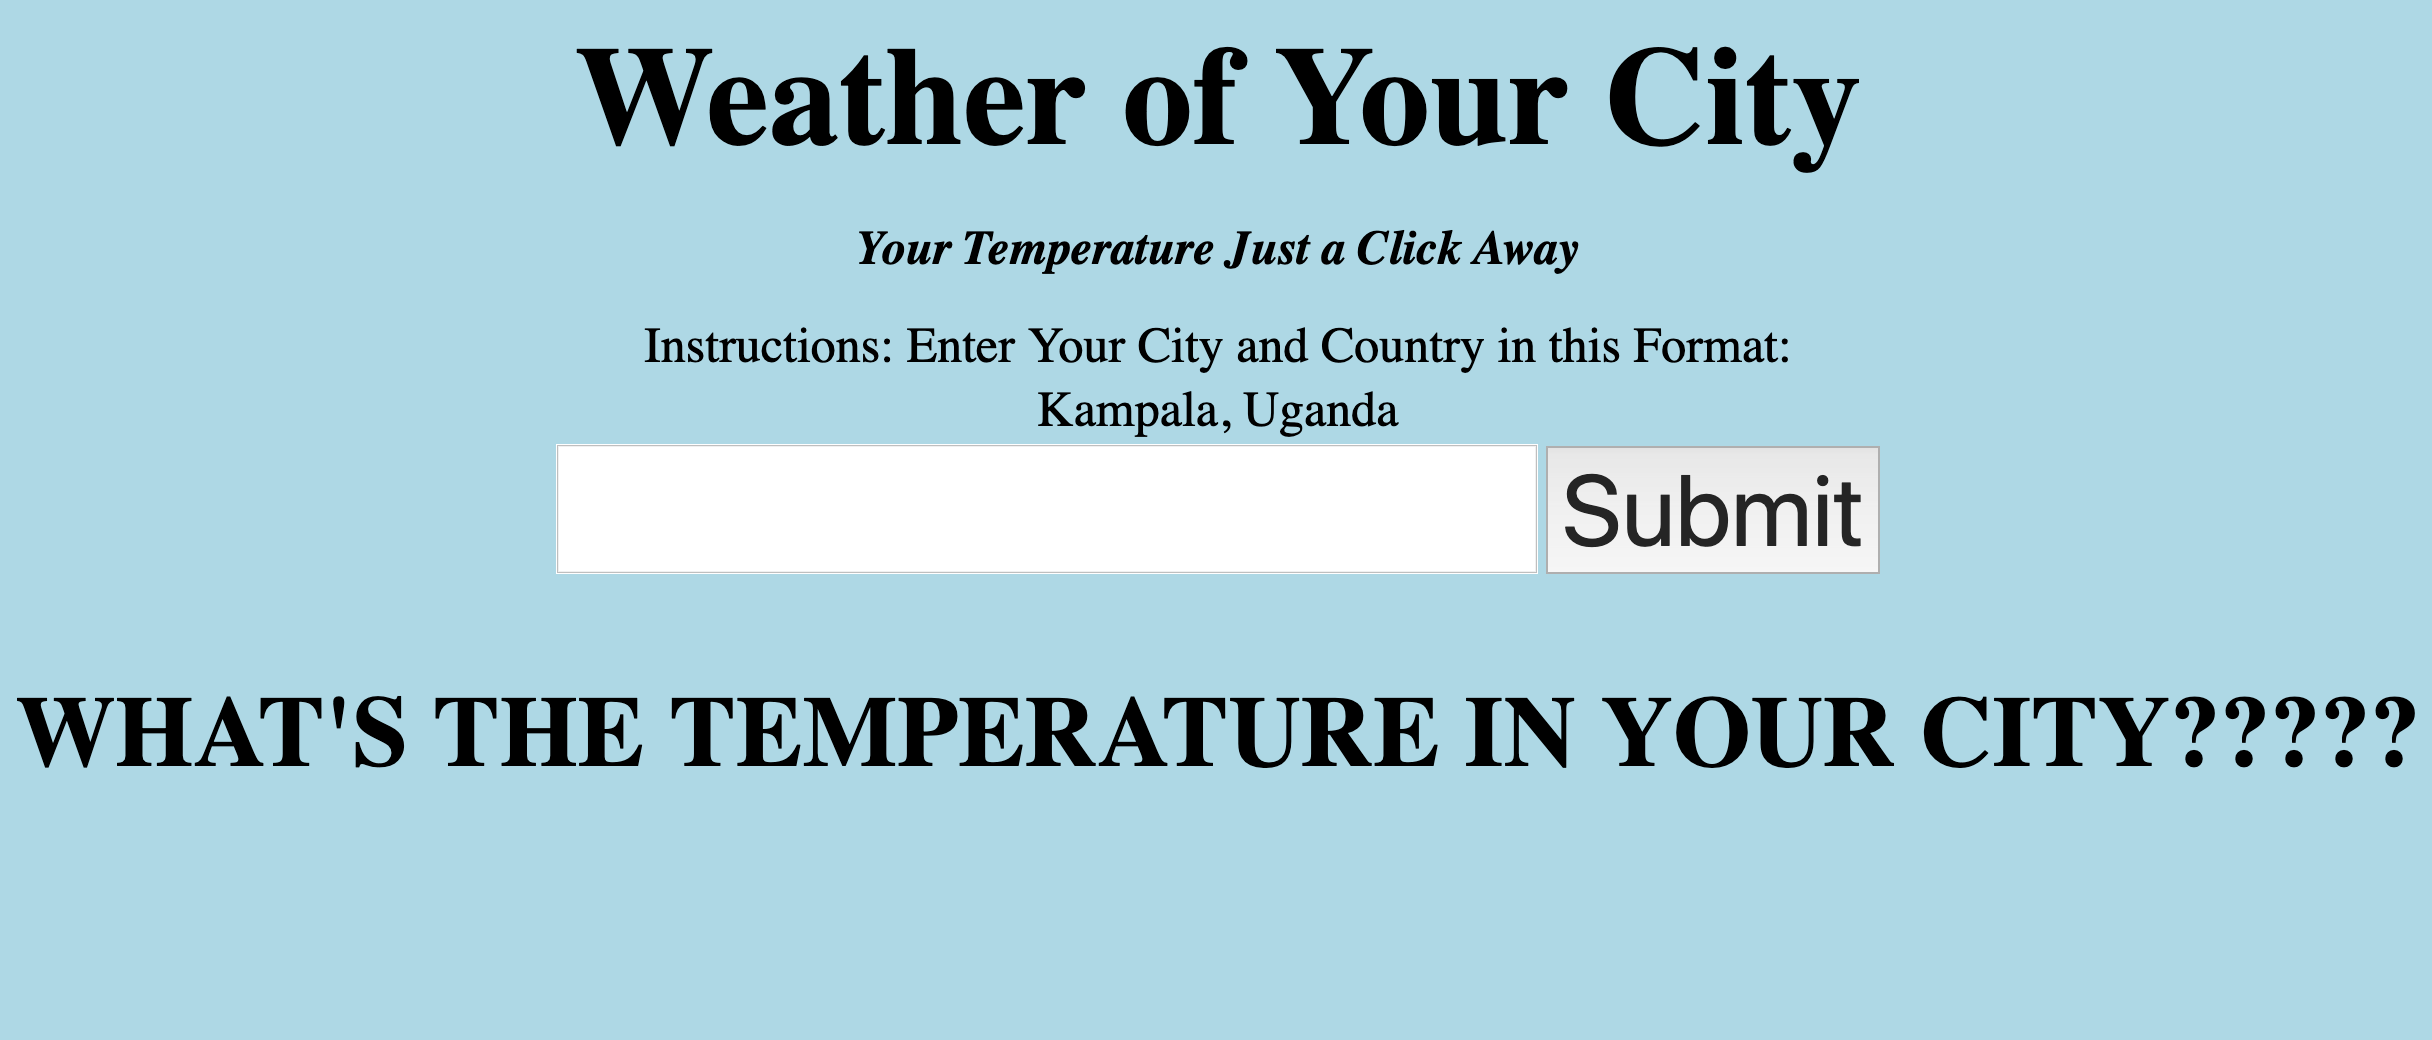 Weather of Your City
Your Temperature Just a Click Away
Instructions: Enter Your City and Country in this Format:
Kampala, Uganda
Submit
WHAT'S THE TEMPERATURE IN YOUR CITY?????